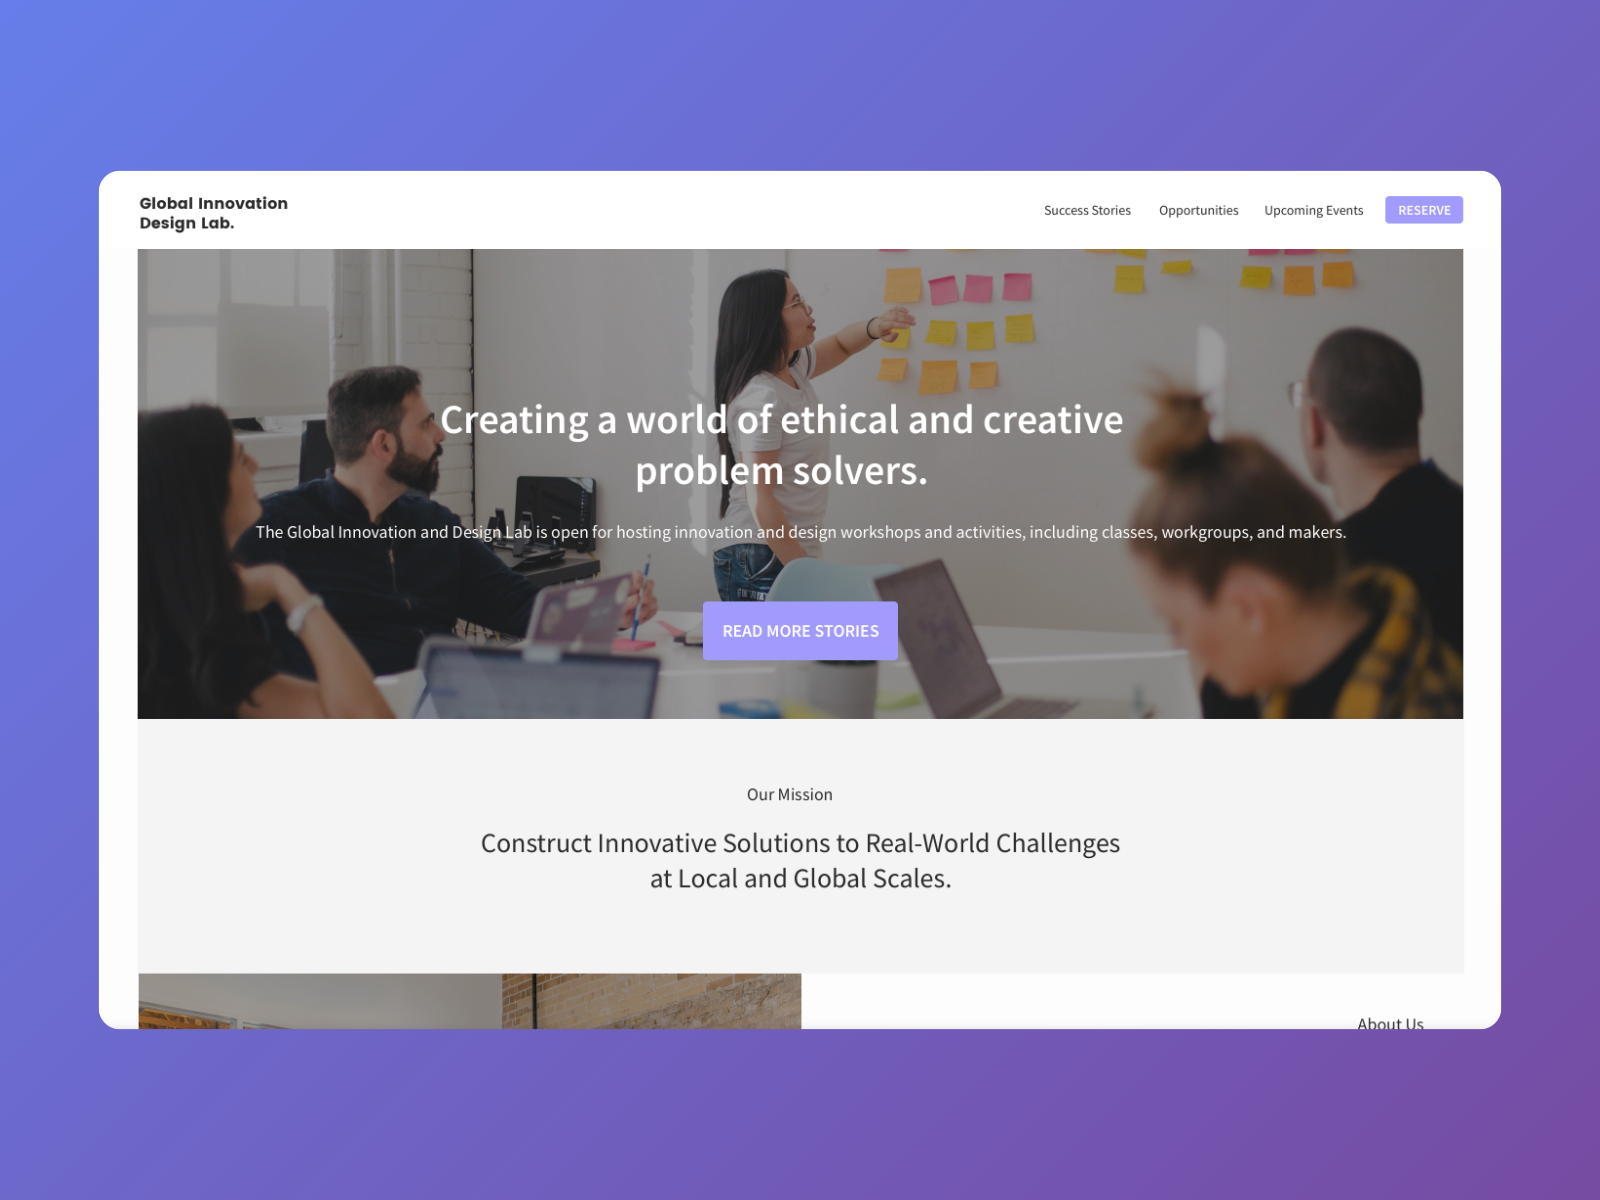 Global Innovation
Design Lab.
Success Stories
Opportunities
Upcoming Events
RESERVE
Creating a world of ethical and creative
problem solvers.
The Global Innovation and Design Lab is open for hosting innovation and design workshops and activities, including classes, workgroups, and makers.
READ MORE STORIES
Our Mission
Construct Innovative Solutions to Real-World Challenges
at Local and Global Scales.
About Us